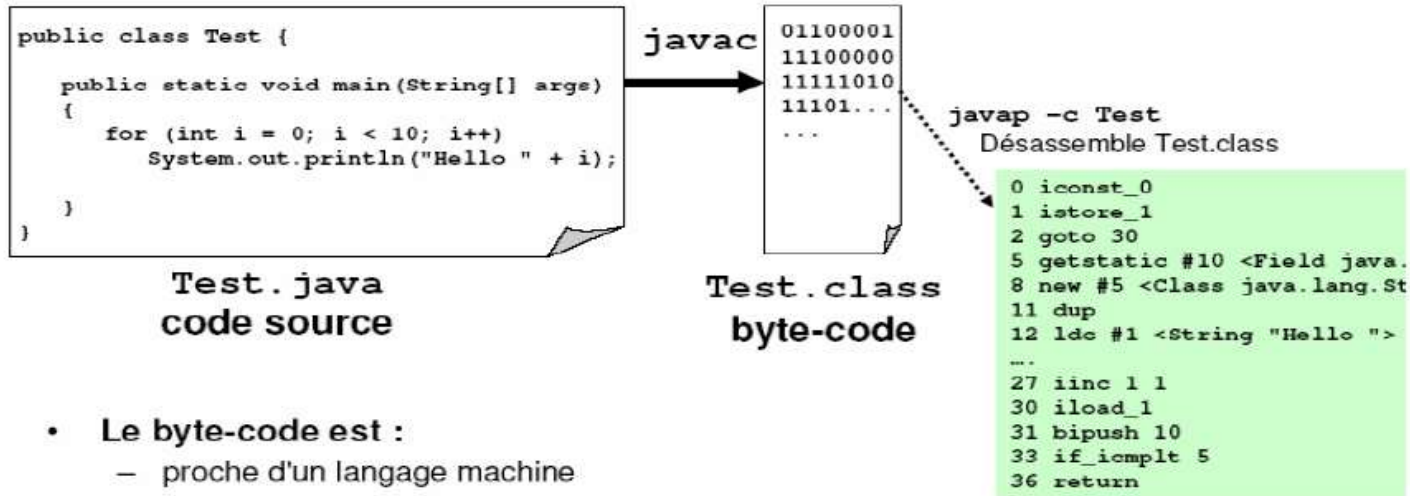 public class Test {
public static void main(String[] args)
{
for (int i = 0; i < 10; i++)
System.out.println("Hello " + i);
}
}
Test.java
code source
javac
01100001
11100000
11111010
11101...
...
Test.class
byte-code
javap -c Test
Désassemble Test.class
0 iconst_0
1 istore_1
2 goto 30
5 getstatic #10 <Field java.
8 new #5 <Class java.lang.St
11 dup
12 ldc #1 <String "Hello ">
....
27 iinc 1 1
30 iload_1
31 bipush 10
33 if_icmplt 5
36 return
• Le byte-code est :
– proche d'un langage machine